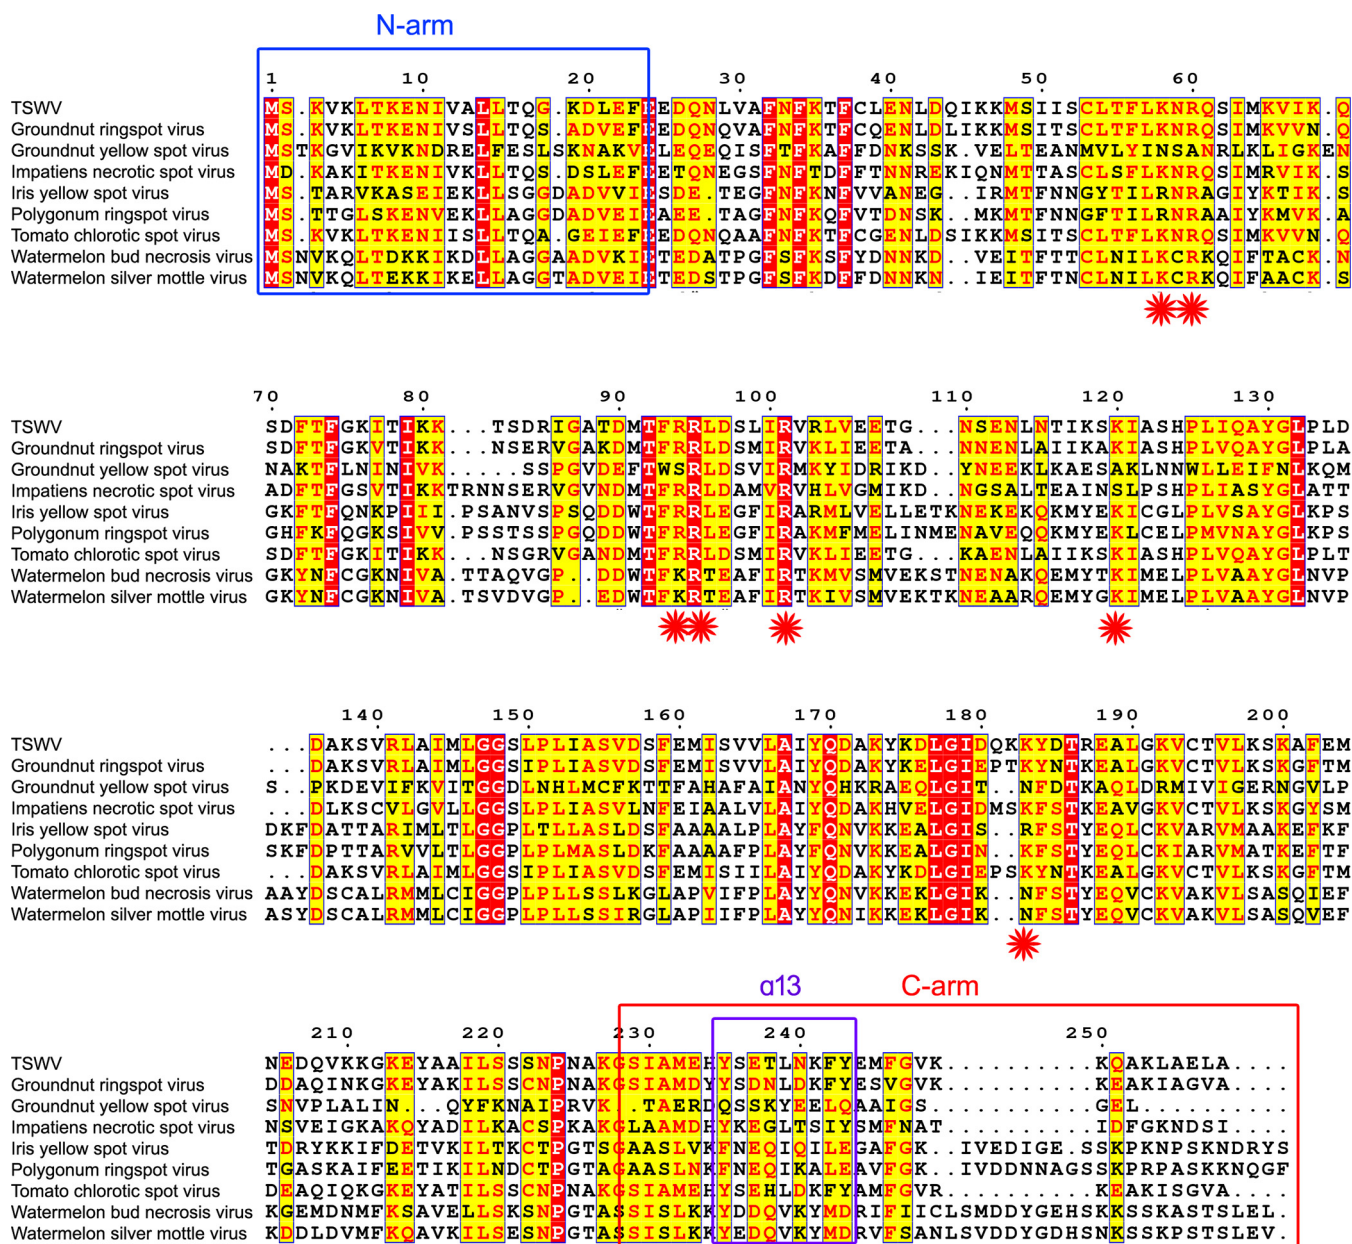 N-arm
1 10 20 30 40 50 60
TSWV MS.KVKLTKENIVALLTQG.KDLEFEEDQNLVAFNFKTFCLENLDQIKKMSIISCLTFLKNRQSIMKVIK.Q
Groundnut ringspot virus MS.KVKLTKENIVSLLTQS.ADVEFEEDQNQVAFNFKTFCQENLDLIKKMSITSCLTFLKNRQSIMKVVN.Q
Groundnut yellow spot virus MSTKGVIKVKNDRELFESLSKNAKVELEQEQISFTFKAFFDNKSSK.VELTEANMVLYINSANRLKLIGKEN
Impatiens necrotic spot virus MD.KAKITKENIVKLLTQS.DSLEFEETQNEGSFNFTDFFTNNREKIQNMTTASCLSFLKNRQSIMRVIK.S
Iris yellow spot virus MS.TARVKASEIEKLLSGGDADVVIESDE.TEGFNFKNFVVANEG..IRMTFNNGYTILRNRAGIYKTIK.S
Polygonum ringspot virus MS.TTGLSKENVEKLLAGGDADVEIEAEE.TAGFNFKQFVTDNSK...MKMTFNNGFTILRNRAAIYKMVK.A
Tomato chlorotic spot virus MS.KVKLTKENIISLLTQA.GEIEFEEDQNQAAFNFKTFCGENLDSIKKMSITSCLTFLKNRQSIMKVVN.Q
Watermelon bud necrosis virus MSNVKQLTDKKIKDLLAGGAADVEIETEDATPGFSFKSFYDNNKD..VEITFTTCLNILKCRKQIFTACK.N
Watermelon silver mottle virus MSNVKQLTEKKIKELLAGGTADVEIETEDSTPGFSFKDFFDNNKN..IEITFTNCLNILKCRKQIFAACK.S
70 80 90 100 110 120 130
TSWV SDFTFGKITIKK...TSDRIGATDMTFRRLDSLIRVRLVEETG...NSENLNTIKSKIASHPLIQAYGLPLD
Groundnut ringspot virus SDFTFGKVTIKK...NSERVGAKDMTFRRLDSMIRVKLIEETA...NNENLAIIKAKIASHPLVQAYGLPLA
Groundnut yellow spot virus NAKTFLNINIVK.....SSPGVDEFTWSRLDSVIRMKYIDRIKD..YNEEKLKAESAKLNNWLLEIFNLKQM
Impatiens necrotic spot virus ADFTFGSVTIKKTRNNSERVGVNDMTFRRLDAMVRVHLVGMIKD..NGSALTEAINSLPSHPLIASYGLATT
Iris yellow spot virus GKFTFQNKPIII.PSANVSPSQDDWTFRRLEGFIRARMLVELLETKNEKEKQKMYEKICGLPLVSAYGLKPS
Polygonum ringspot virus GHFKFQGKSIVV.PSSTSSPGQDDWTFRRLEGFIRAKMFMELINMENAVEQQKMYEKLCELPMVNAYGLKPS
Tomato chlorotic spot virus SDFTFGKITIKK...NSGRVGANDMTFRRLDSMIRVKLIEETG...KAENLAIIKSKIASHPLVQAYGLPLT
Watermelon bud necrosis virus GKYNFCGKNIVA.TTAQVGP..DDWTFKRTEAFIRTKMVSMVEKSTNENAKQEMYTKIMELPLVAAYGLNVP
Watermelon silver mottle virus GKYNFCGKNIVA.TSVDVGP..EDWTFKRTEAFIRTKIVSMVEKTKNEAARQEMYGKIMELPLVAAYGLNVP
140 150 160 170 180 190 200
TSWV ...DAKSVRLAIMLGGSLPLIASVDSFEMISVVLAIYQDAKYKDLGIDQKKYDTREALGKVCTVLKSKAFEM
Groundnut ringspot virus ...DAKSVRLAIMLGGSIPLIASVDSFEMISVVLAIYQDAKYKELGIEPTKYNTKEALGKVCTVLKSKGFTM
Groundnut yellow spot virus S..PKDEVIFKVITGGDLNHLMCFKTTFAHAFAIANYQHKRAEQLGIT..NFDTKAQLDRMIVIGERNGVLP
Impatiens necrotic spot virus ...DLKSCVLGVLLGGSLPLIASVLNFEIAALVLAIYQDAKHVELGIDMSKFSTKEAVGKVCTVLKSKGYSM
Iris yellow spot virus DKFDATTARIMLTLGGPLTLLASLDSFAAAALPLAYFQNVKKEALGIS..RFSTYEQLCKVARVMAAKEFKF
Polygonum ringspot virus SKFDPTTARVVLTLGGPLPLMASLDKFAAAAFPLAYFQNVKKEALGIN..KFSTYEQLCKIARVMATKEFTF
Tomato chlorotic spot virus ...DAKSVRLAIMLGGSIPLIASVDSFEMISIILAIYQDAKYKDLGIEPSKYNTKEALGKVCTVLKSKGFTM
Watermelon bud necrosis virus AAYDSCALRMMLCIGGPLPLLSSLKGLAPVIFPLAYYQNVKKEKLGIK..NFSTYEQVCKVAKVLSASQIEF
Watermelon silver mottle virus ASYDSCALRMMLCIGGPLPLLSSIRGLAPIIFPLAYYQNIKKEKLGIK..NFSTYEQVCKVAKVLSASQVEF
α13 C-arm
210 220 230 240 250
TSWV NEDQVKKGKEYAAILSSSNPNAKGSIAMEHYSETLNKFYEMFGVK...........KQAKLAELA....
Groundnut ringspot virus DDAQINKGKEYAKILSSCNPNAKGSIAMDYYSDNLDKFYESVGVK...........KEAKIAGVA....
Groundnut yellow spot virus SNVPLALIN...QYFKNAIPRVK.TAERDQSSKYEELQAAIGS...........GEL..........
Impatiens necrotic spot virus NSVEIGKAKQYADILKACSPKAKGLAAMDHYKEGLTSIYSMFNAT...........IDFGKNDSI....
Iris yellow spot virus TDRYKKIFDETVKILTKCTPGTSGAASLVKFNEQIQILEGAFGK..IVEDIGE.SSKPKNPSKNDRYS
Polygonum ringspot virus TGASKAIFEETIKILNDCTPGTAGAASLNKFNEQIKALEAVFGK..IVDDNNAGSSKPRPASKKNQGF
Tomato chlorotic spot virus DEAQIQKGKEYATILSSCNPNAKGSIAMEHYSEHLDKFYAMFGVR...........KEAKISGVA....
Watermelon bud necrosis virus KGEMDNMFKSAVELLSKSNPGTASSISLKKYDDQVKYMDRIFIICLSMDDYGEHSKKSSKASTSLEL.
Watermelon silver mottle virus KDDLDVMFKQAVKILSESNPGTASSISLKKYEDQVKYMDRVFSANLSVDDYGDHSNKSSKPSTSLEV.